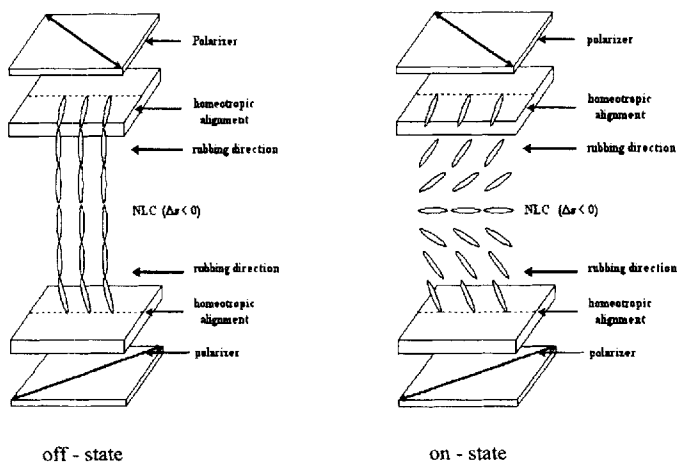 Polarizer
homeotropic
alignment
rubbing direction
NLC (Δε < 0)
rubbing direction
homeotropic
alignment
polarizer
off - state
polarizer
homeotropic
alignment
rubbing direction
NLC (Δε < 0)
rubbing direction
homeotropic
alignment
polarizer
on - state